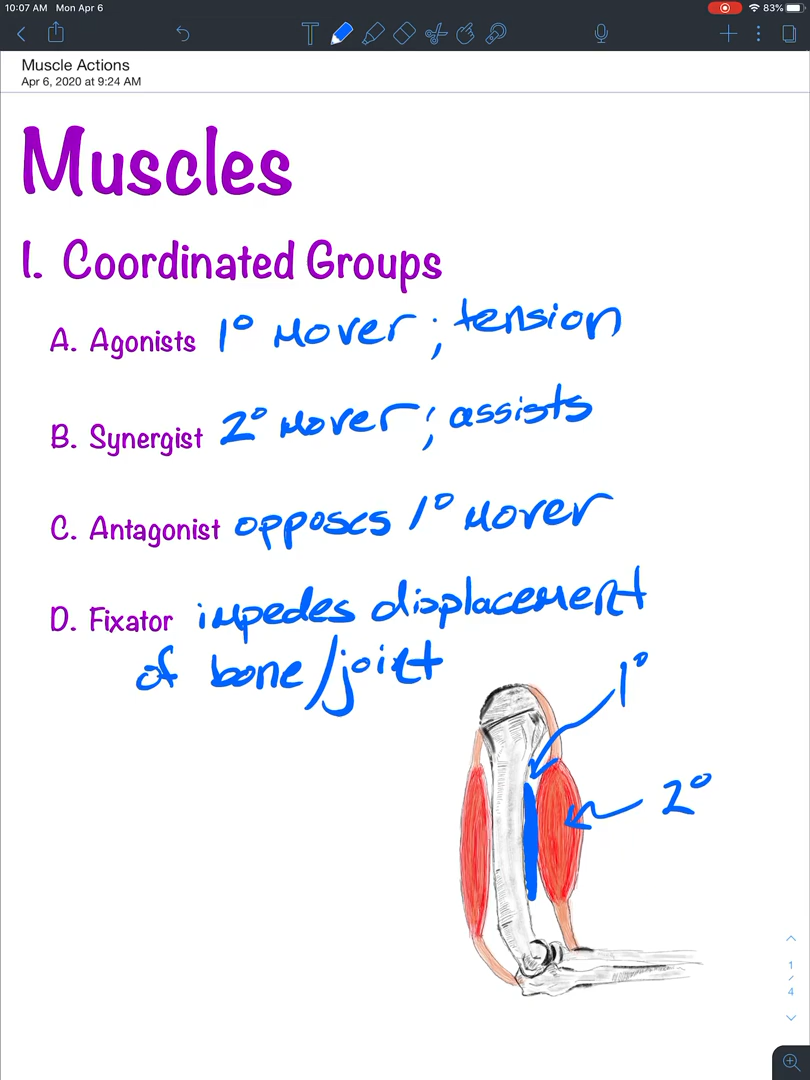 10:07 AM Mon Apr 6
83%
Muscle Actions
Apr 6, 2020 at 9:24 AM
Muscles
I. Coordinated Groups
A. Agonists 1° Mover ; tension
B. Synergist 2° Mover ; assists
C. Antagonist opposes 1° Mover
D. Fixator impedes displacement
of bone/joint
1°
2°
1
/
4